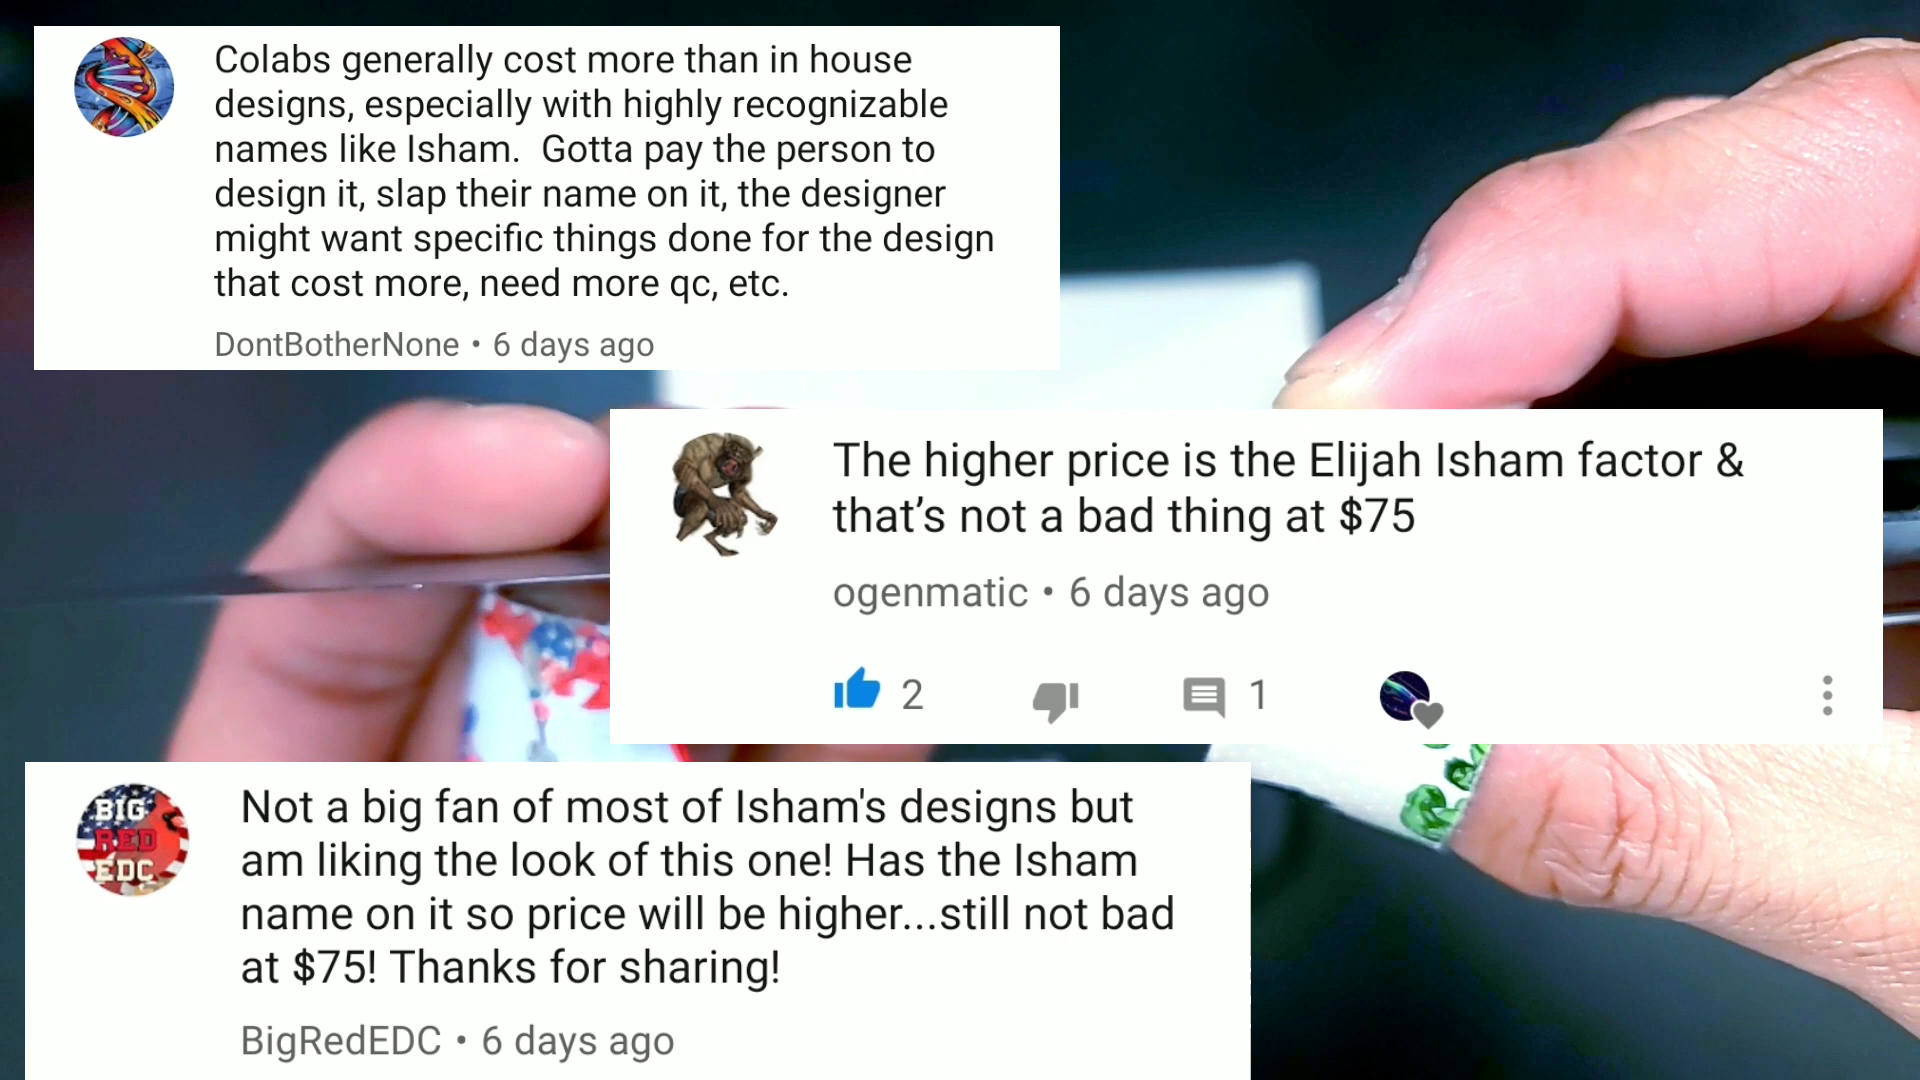 Colabs generally cost more than in house
designs, especially with highly recognizable
names like Isham.  Gotta pay the person to
design it, slap their name on it, the designer
might want specific things done for the design
that cost more, need more qc, etc.
DontBotherNone • 6 days ago
The higher price is the Elijah Isham factor &
that’s not a bad thing at $75
ogenmatic • 6 days ago
2
1
BIG
RED
EDC
Not a big fan of most of Isham's designs but
am liking the look of this one! Has the Isham
name on it so price will be higher...still not bad
at $75! Thanks for sharing!
BigRedEDC • 6 days ago